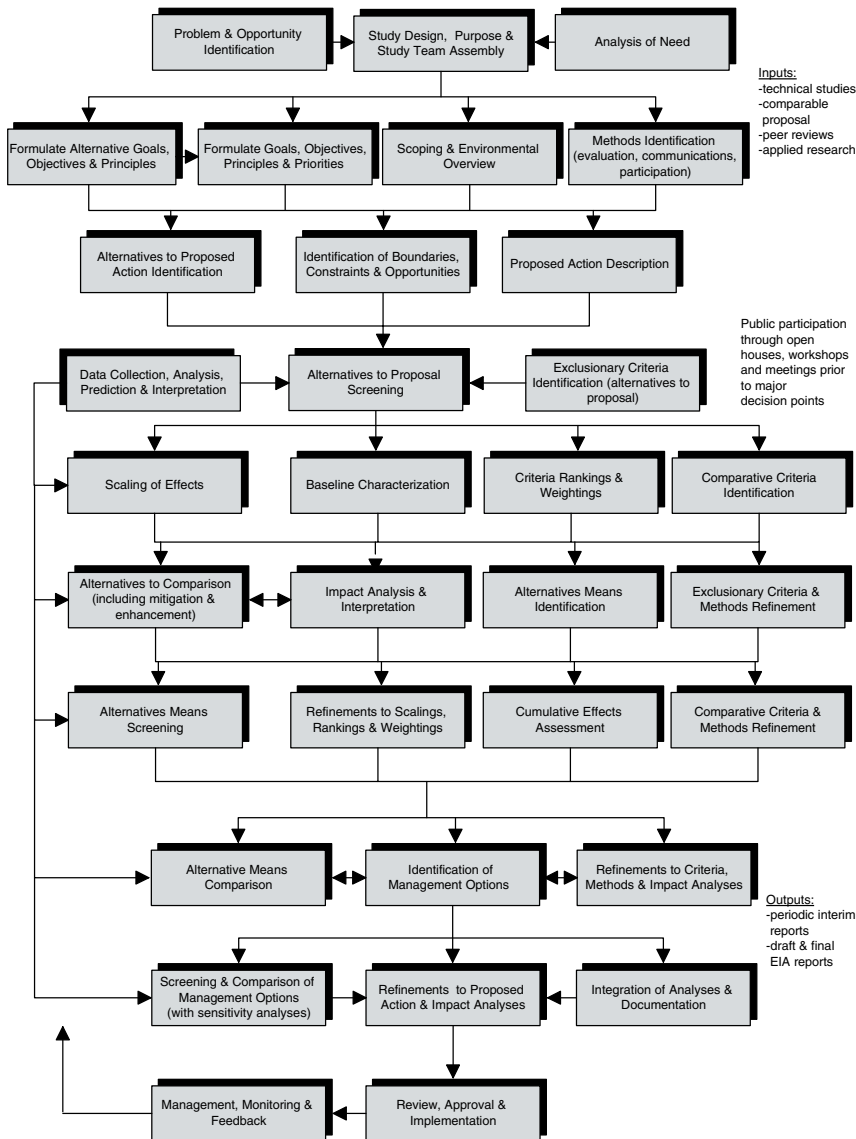 Problem & Opportunity
Identification
Study Design, Purpose &
Study Team Assembly
Analysis of Need
Inputs:
-technical studies
-comparable
proposal
-peer reviews
-applied research
Formulate Alternative Goals,
Objectives & Principles
Formulate Goals, Objectives,
Principles & Priorities
Scoping & Environmental
Overview
Methods Identification
(evaluation, communications,
participation)
Alternatives to Proposed
Action Identification
Identification of Boundaries,
Constraints & Opportunities
Proposed Action Description
Public participation
through open
houses, workshops
and meetings prior
to major
decision points
Data Collection, Analysis,
Prediction & Interpretation
Alternatives to Proposal
Screening
Exclusionary Criteria
Identification (alternatives to
proposal)
Scaling of Effects
Baseline Characterization
Criteria Rankings &
Weightings
Comparative Criteria
Identification
Alternatives to Comparison
(including mitigation &
enhancement)
Impact Analysis &
Interpretation
Alternatives Means
Identification
Exclusionary Criteria &
Methods Refinement
Alternatives Means
Screening
Refinements to Scalings,
Rankings & Weightings
Cumulative Effects
Assessment
Comparative Criteria &
Methods Refinement
Alternative Means
Comparison
Identification of
Management Options
Refinements to Criteria,
Methods & Impact Analyses
Outputs:
-periodic interim
reports
-draft & final
EIA reports
Screening & Comparison of
Management Options
(with sensitivity analyses)
Refinements to Proposed
Action & Impact Analyses
Integration of Analyses &
Documentation
Management, Monitoring &
Feedback
Review, Approval &
Implementation